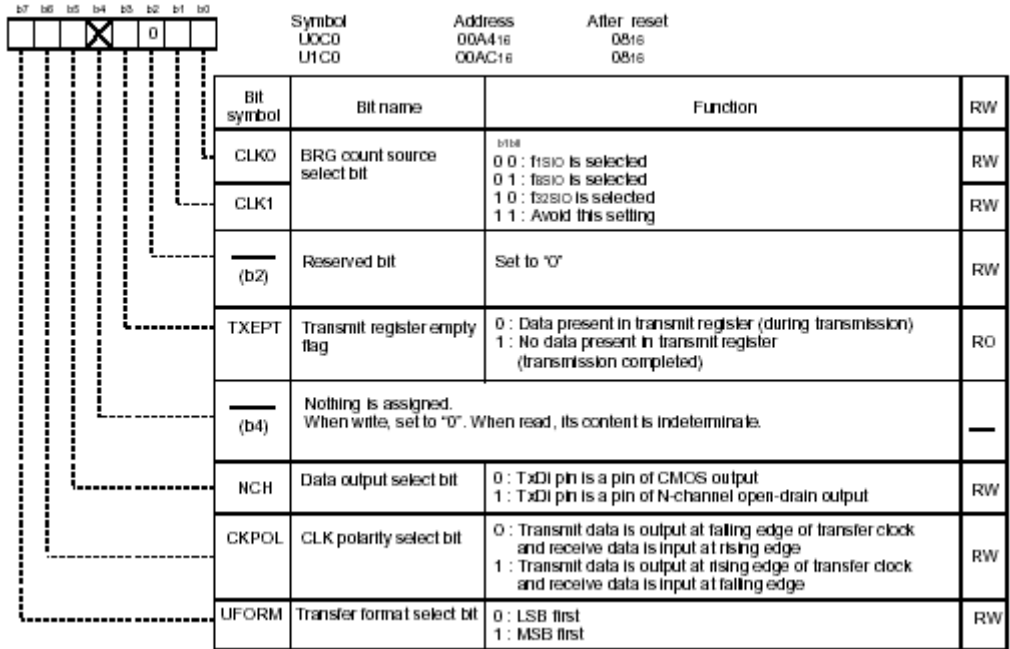 b7 b6 b5 b4 b3 b2 b1 b0
0
Symbol Address After reset
U0C0 00A416 0816
U1C0 00AC16 0816
Bit symbol Bit name Function RW
CLK0 BRG count source select bit
b1b0
0 0 : f1SIO is selected
0 1 : f8SIO is selected
1 0 : f32SIO is selected
1 1 : Avoid this setting
RW
CLK1 RW
(b2) Reserved bit Set to "0" RW
TXEPT Transmit register empty flag
0 : Data present in transmit register (during transmission)
1 : No data present in transmit register
(transmission completed)
RO
(b4) Nothing is assigned.
When write, set to "0". When read, its content is indeterminate.
NCH Data output select bit
0 : TxDi pin is a pin of CMOS output
1 : TxDi pin is a pin of N-channel open-drain output
RW
CKPOL CLK polarity select bit
0 : Transmit data is output at falling edge of transfer clock
and receive data is input at rising edge
1 : Transmit data is output at rising edge of transfer clock
and receive data is input at falling edge
RW
UFORM Transfer format select bit
0 : LSB first
1 : MSB first
RW